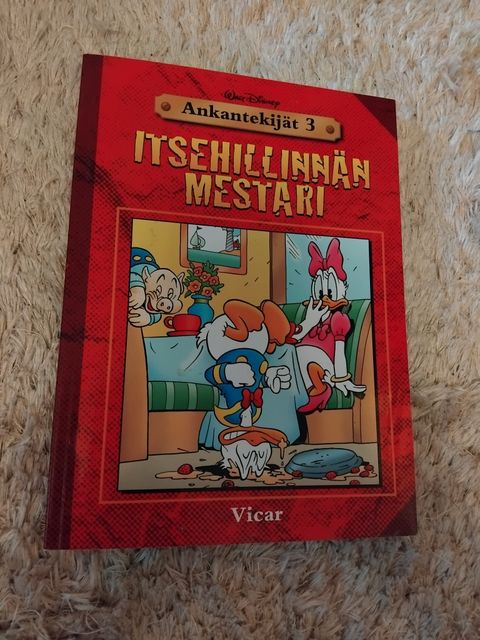 Walt Disney
Ankantekijät 3
ITSEHILLINNÄN
MESTARI
Vicar